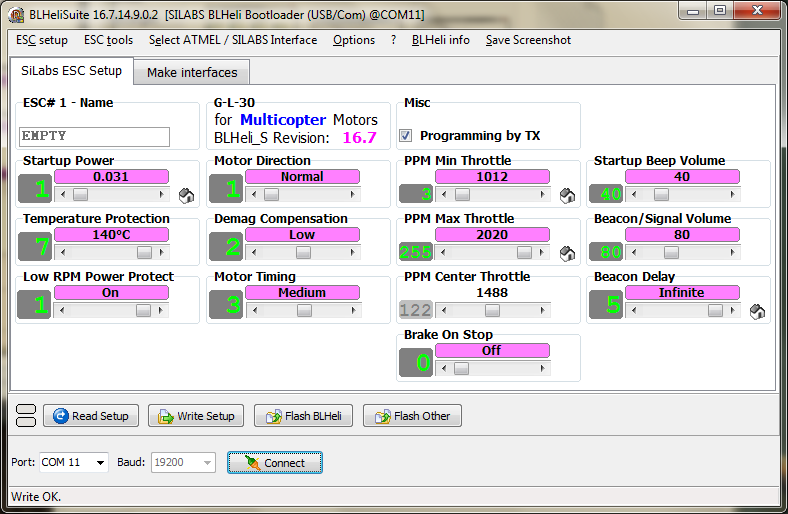 BLHeliSuite 16.7.14.9.0.2 [SILABS BLHeli Bootloader (USB/Com) @COM11]
ESC setup ESC tools Select ATMEL / SILABS Interface Options ? BLHeli info Save Screenshot
SiLabs ESC Setup Make interfaces
ESC# 1 - Name G-L-30 Misc
for Multicopter Motors
EMPTY BLHeli_S Revision: 16.7 Programming by TX
Startup Power Motor Direction PPM Min Throttle Startup Beep Volume
1 0.031 1 Normal 3 1012 40 40
Temperature Protection Demag Compensation PPM Max Throttle Beacon/Signal Volume
7 140°C 2 Low 255 2020 80 80
Low RPM Power Protect Motor Timing PPM Center Throttle Beacon Delay
1 On 3 Medium 122 1488 5 Infinite
Brake On Stop
0 Off
Read Setup Write Setup Flash BLHeli Flash Other
Port: COM 11 Baud: 19200 Connect
Write OK.